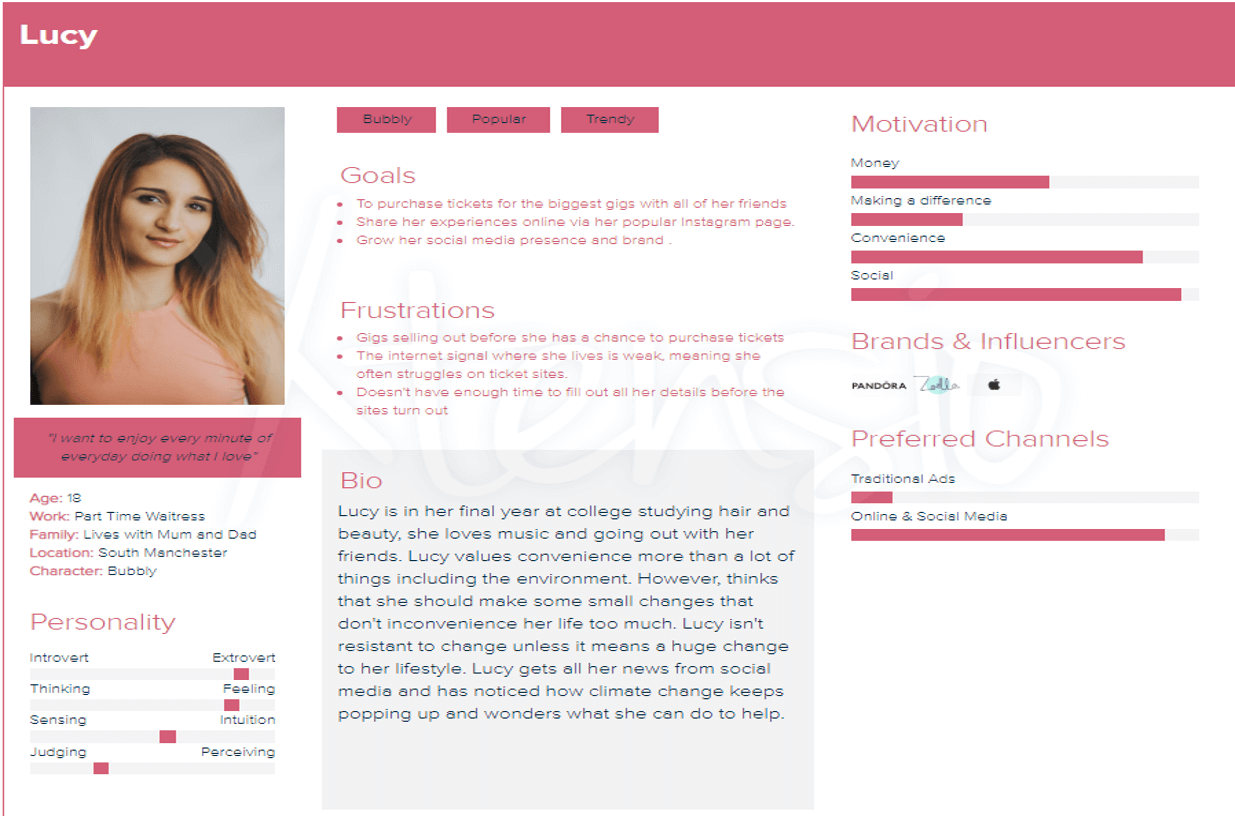 Lucy
"I want to enjoy every minute of
everyday doing what I love"
Age: 18
Work: Part Time Waitress
Family: Lives with Mum and Dad
Location: South Manchester
Character: Bubbly
Personality
Introvert Extrovert
Thinking Feeling
Sensing Intuition
Judging Perceiving
Bubbly Popular Trendy
Goals
• To purchase tickets for the biggest gigs with all of her friends
• Share her experiences online via her popular Instagram page.
• Grow her social media presence and brand .
Frustrations
• Gigs selling out before she has a chance to purchase tickets
• The internet signal where she lives is weak, meaning she
often struggles on ticket sites.
• Doesn't have enough time to fill out all her details before the
sites turn out
Bio
Lucy is in her final year at college studying hair and
beauty, she loves music and going out with her
friends. Lucy values convenience more than a lot of
things including the environment. However, thinks
that she should make some small changes that
don't inconvenience her life too much. Lucy isn't
resistant to change unless it means a huge change
to her lifestyle. Lucy gets all her news from social
media and has noticed how climate change keeps
popping up and wonders what she can do to help.
Motivation
Money
Making a difference
Convenience
Social
Brands & Influencers
PANDÓRA Zoella
Preferred Channels
Traditional Ads
Online & Social Media
Xtensio